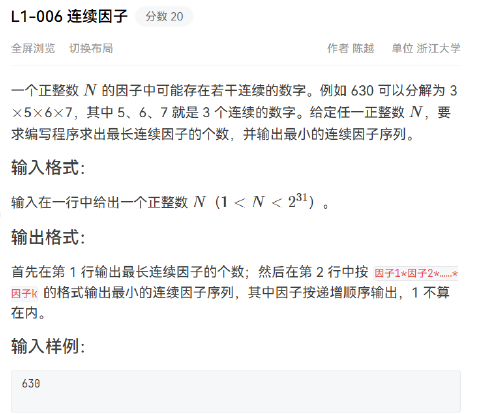 L1-006 连续因子 分数 20
全屏浏览 切换布局 作者 陈越 单位 浙江大学
一个正整数 N 的因子中可能存在若干连续的数字。例如 630 可以分解为 3
×5×6×7，其中 5、6、7 就是 3 个连续的数字。给定任一正整数 N，要
求编写程序求出最长连续因子的个数，并输出最小的连续因子序列。
输入格式：
输入在一行中给出一个正整数 N（1 < N < 2³¹）。
输出格式：
首先在第 1 行输出最长连续因子的个数；然后在第 2 行中按 因子1*因子2*……*
因子k 的格式输出最小的连续因子序列，其中因子按递增顺序输出，1 不算
在内。
输入样例：
630